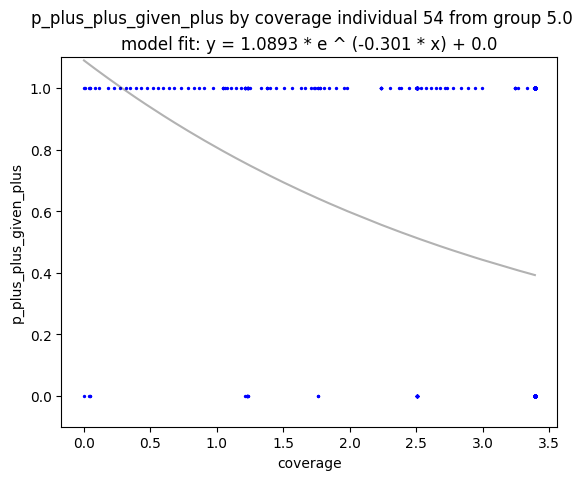 p_plus_plus_given_plus by coverage individual 54 from group 5.0
model fit: y = 1.0893 * e ^ (-0.301 * x) + 0.0
1.0
0.8
0.6
0.4
0.2
0.0
p_plus_plus_given_plus
0.0 0.5 1.0 1.5 2.0 2.5 3.0 3.5
coverage